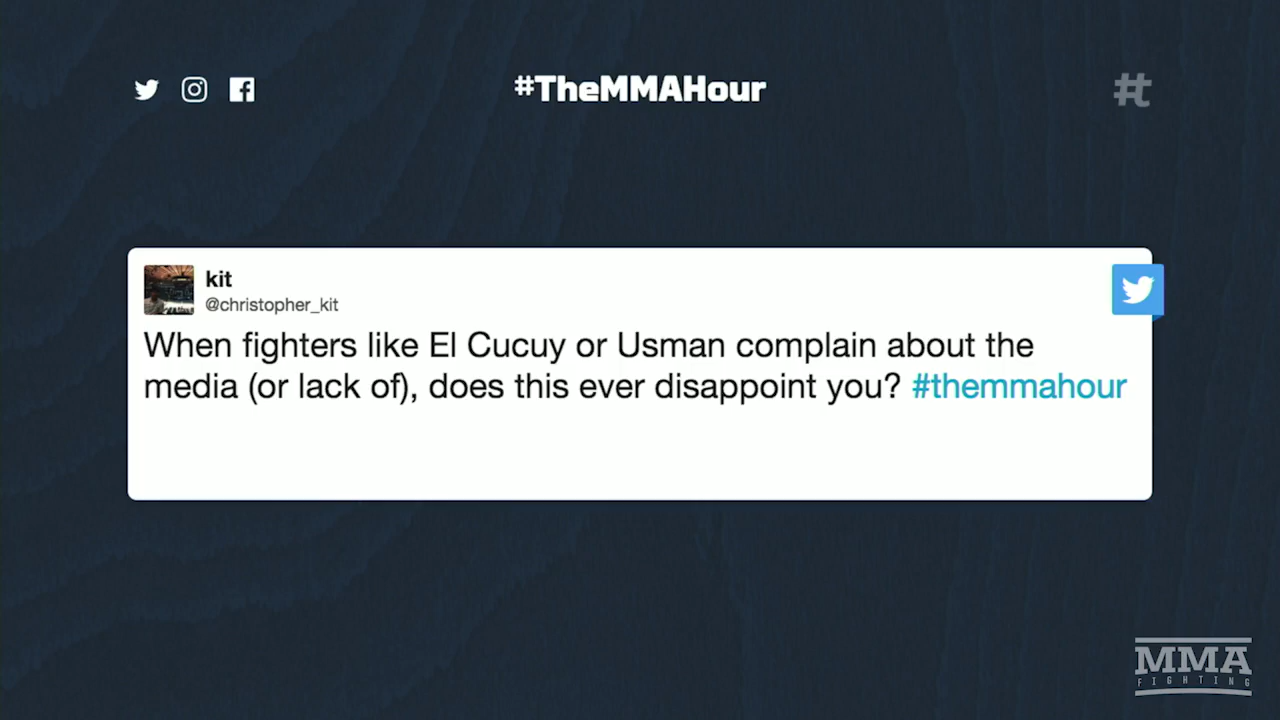 #TheMMAHour
kit
@christopher_kit
When fighters like El Cucuy or Usman complain about the
media (or lack of), does this ever disappoint you? #themmahour
MMA
FIGHTING